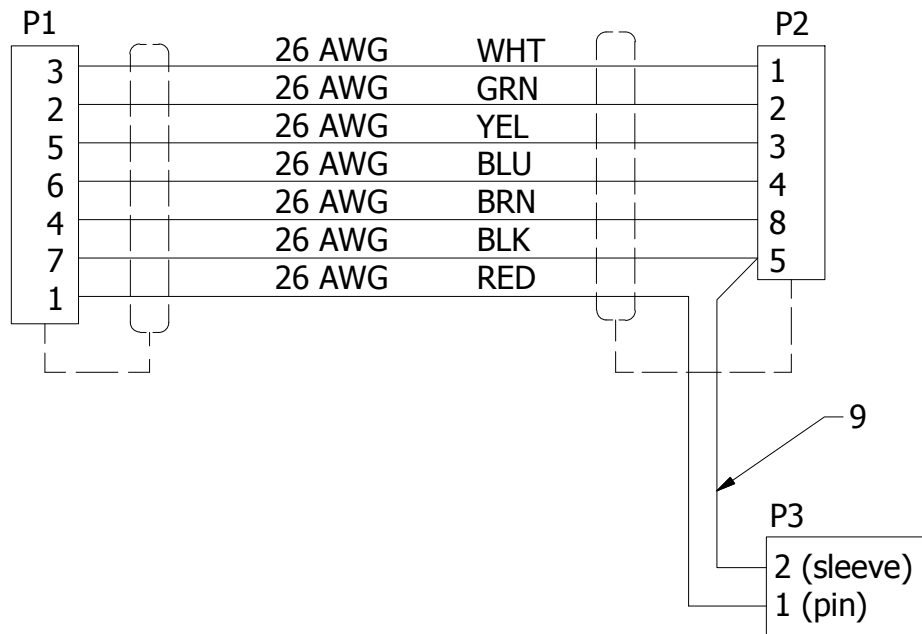 P1 P2
3 26 AWG WHT 1
2 26 AWG GRN 2
5 26 AWG YEL 3
6 26 AWG BLU 4
4 26 AWG BRN 8
7 26 AWG BLK 5
1 26 AWG RED
9
P3
2 (sleeve)
1 (pin)